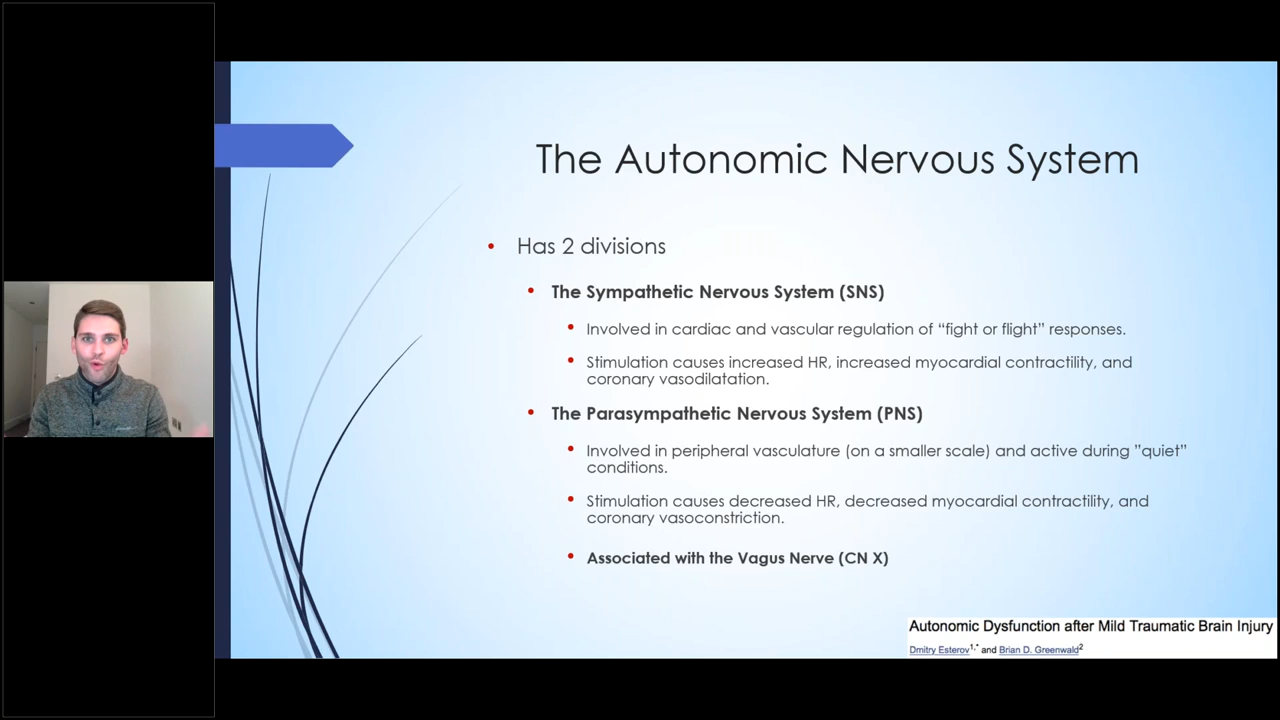 The Autonomic Nervous System
• Has 2 divisions
• The Sympathetic Nervous System (SNS)
• Involved in cardiac and vascular regulation of “fight or flight” responses.
• Stimulation causes increased HR, increased myocardial contractility, and
coronary vasodilatation.
• The Parasympathetic Nervous System (PNS)
• Involved in peripheral vasculature (on a smaller scale) and active during ”quiet”
conditions.
• Stimulation causes decreased HR, decreased myocardial contractility, and
coronary vasoconstriction.
• Associated with the Vagus Nerve (CN X)
Autonomic Dysfunction after Mild Traumatic Brain Injury
Dmitry Esterov1,* and Brian D. Greenwald2